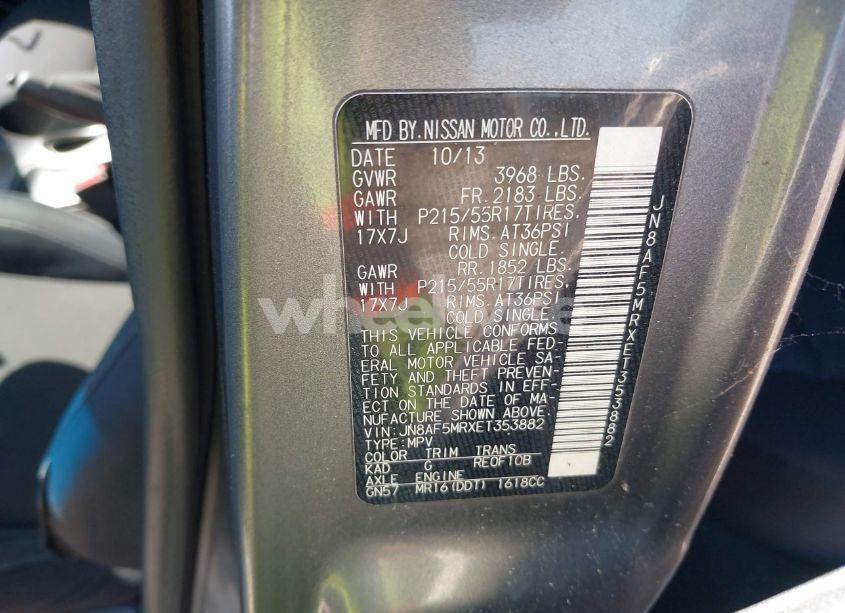 MFD BY.NISSAN MOTOR CO.,LTD.
DATE 10/13
GVWR 3968 LBS.
GAWR FR. 2183 LBS
WITH P215/55R17TIRES.
17X7J RIMS. AT36PSI
COLD SINGLE.
GAWR RR. 1852 LBS.
WITH P215/55R17TIRES,
17X7J RIMS. AT36PSI
COLD SINGLE.
THIS VEHICLE CONFORMS
TO ALL APPLICABLE FED-
ERAL MOTOR VEHICLE SA-
FETY AND THEFT PREVEN-
TION STANDARDS IN EFF-
ECT ON THE DATE OF MA-
NUFACTURE SHOWN ABOVE.
VIN:JN8AF5MRXET353882
TYPE:MPV
COLOR TRIM TRANS
KAD G RE0F10B
AXLE ENGINE
GN57 MR16(DDT) 1618CC
JN8AF5MRXET353882